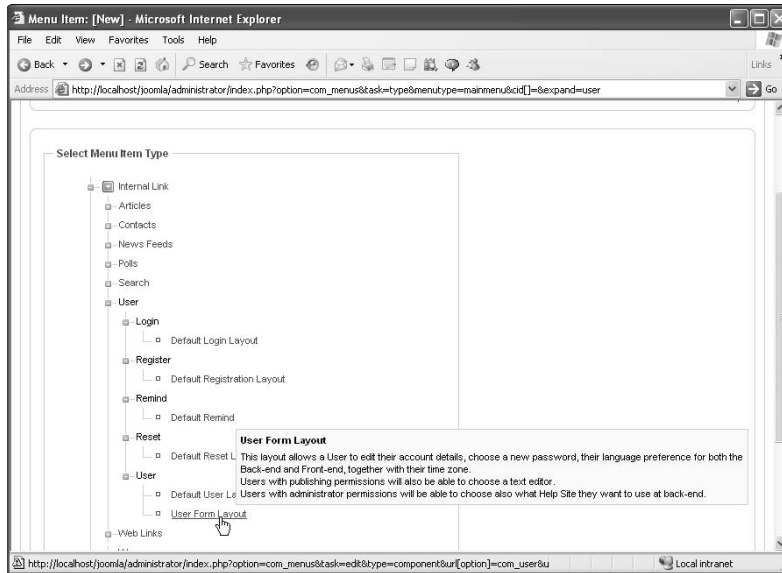 Menu Item: [New] - Microsoft Internet Explorer
File Edit View Favorites Tools Help
Back Search Favorites Links
Address http://localhost/joomla/administrator/index.php?option=com_menus&task=type&menutype=mainmenu&cid[]=&expand=user Go
Select Menu Item Type
Internal Link
Articles
Contacts
News Feeds
Polls
Search
User
Login
Default Login Layout
Register
Default Registration Layout
Remind
Default Remind
Reset
Default Reset L
User Form Layout
This layout allows a User to edit their account details, choose a new password, their language preference for both the
Back-end and Front-end, together with their time zone.
Users with publishing permissions will also be able to choose a text editor.
Users with administrator permissions will be able to choose also what Help Site they want to use at back-end.
User
Default User La
User Form Layout
Web Links
http://localhost/joomla/administrator/index.php?option=com_menus&task=edit&type=component&url[option]=com_user&u Local intranet